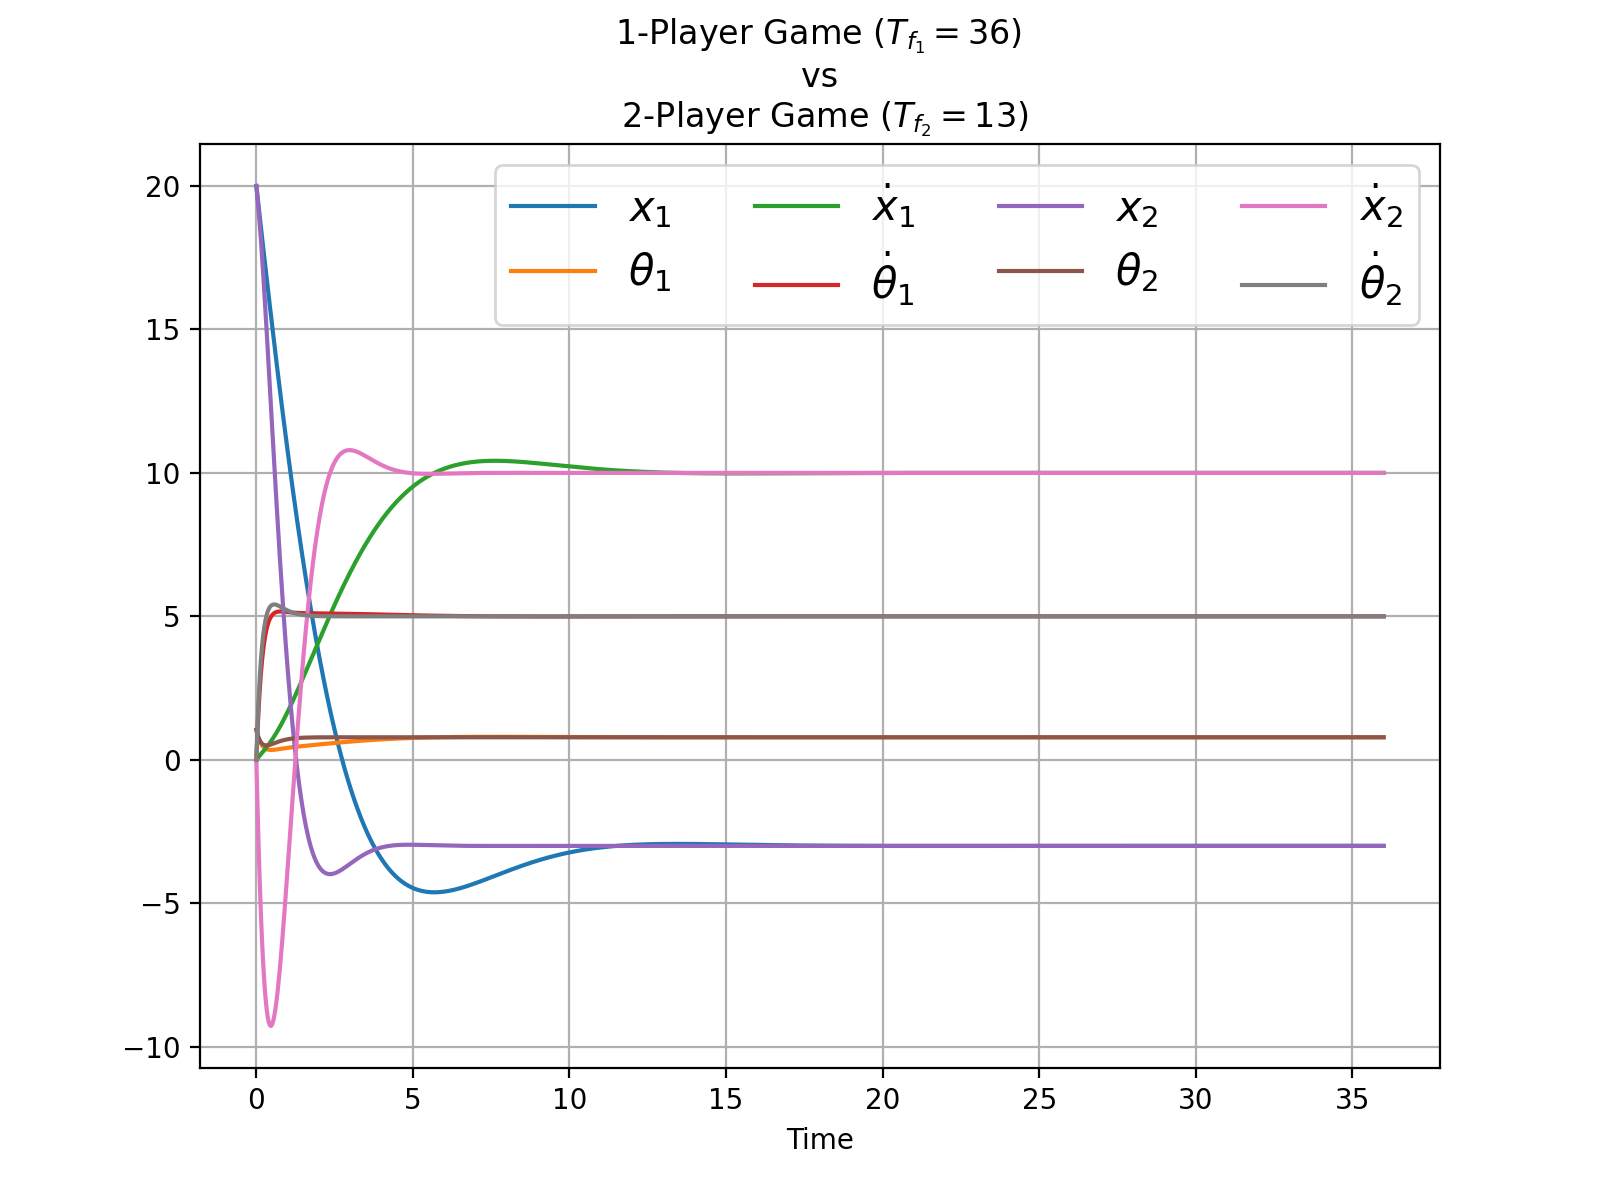 1-Player Game (T_{f_1} = 36)
vs
2-Player Game (T_{f_2} = 13)
20
15
10
5
0
−5
−10
x₁ ẋ₁ x₂ ẋ₂
θ₁ θ̇₁ θ₂ θ̇₂
0 5 10 15 20 25 30 35
Time